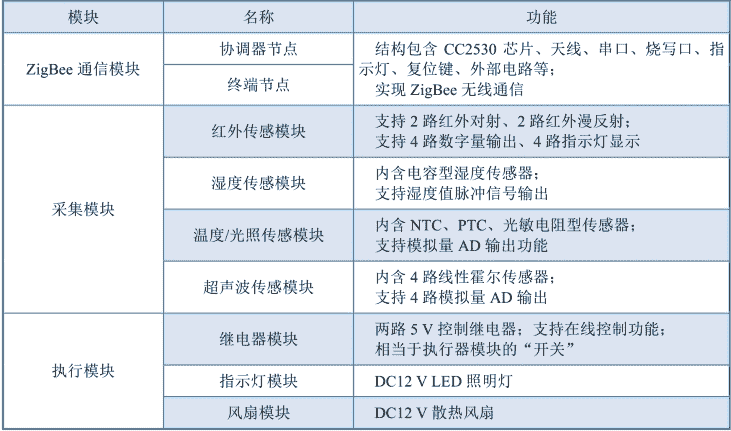 模块 名称 功能
ZigBee 通信模块
协调器节点
终端节点
结构包含 CC2530 芯片、天线、串口、烧写口、指
示灯、复位键、外部电路等；
实现 ZigBee 无线通信
采集模块
红外传感模块
支持 2 路红外对射、2 路红外漫反射；
支持 4 路数字量输出、4 路指示灯显示
湿度传感模块
内含电容型湿度传感器；
支持湿度值脉冲信号输出
温度/光照传感模块
内含 NTC、PTC、光敏电阻型传感器；
支持模拟量 AD 输出功能
超声波传感模块
内含 4 路线性霍尔传感器；
支持 4 路模拟量 AD 输出
执行模块
继电器模块
两路 5 V 控制继电器；支持在线控制功能；
相当于执行器模块的“开关”
指示灯模块
DC12 V LED 照明灯
风扇模块
DC12 V 散热风扇